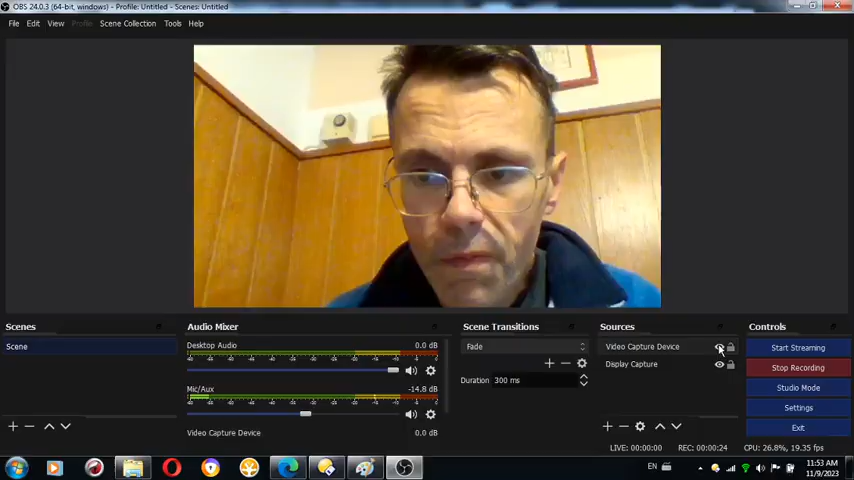 OBS 24.0.3 (64-bit, windows) - Profile: Untitled - Scenes: Untitled
File Edit View Profile Scene Collection Tools Help
Scenes
Scene
Audio Mixer
Desktop Audio 0.0 dB
Mic/Aux -14.8 dB
Video Capture Device 0.0 dB
Scene Transitions
Fade
Duration 300 ms
Sources
Video Capture Device
Display Capture
Controls
Start Streaming
Stop Recording
Studio Mode
Settings
Exit
LIVE: 00:00:00 REC: 00:00:24 CPU: 26.8%, 19.35 fps
EN
11:53 AM
11/9/2023